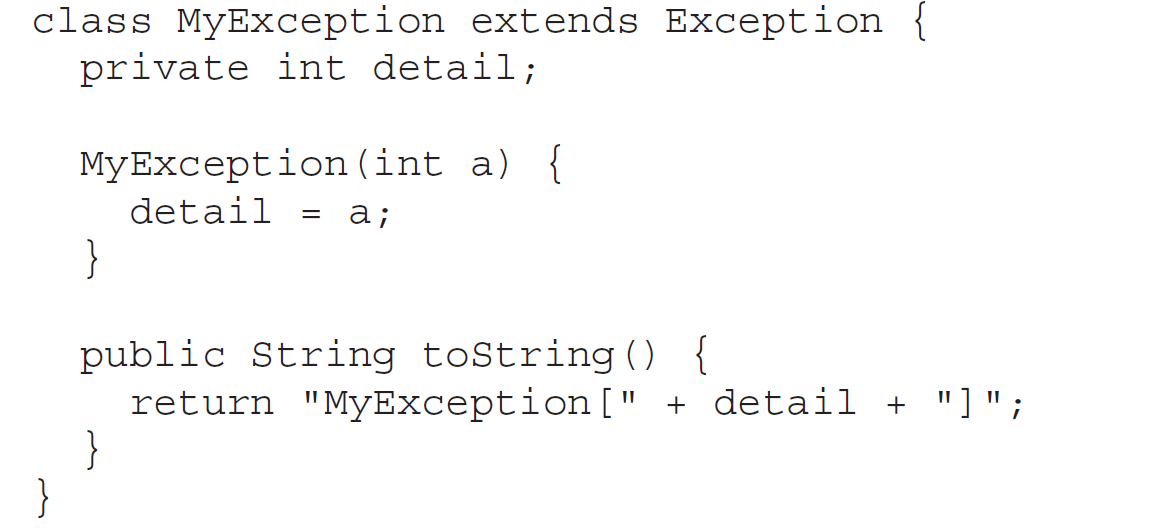 class MyException extends Exception {
private int detail;
MyException(int a) {
detail = a;
}
public String toString() {
return "MyException[" + detail + "]";
}
}